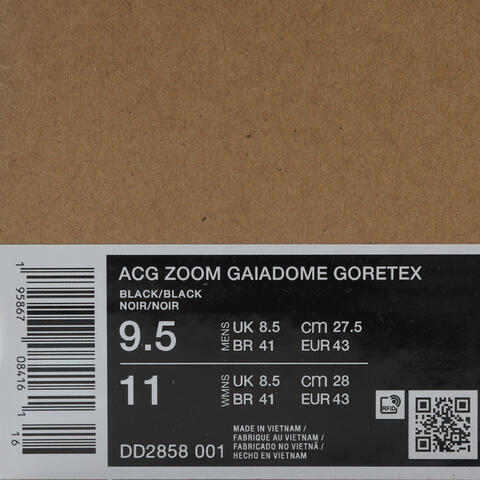 ACG ZOOM GAIADOME GORETEX
BLACK/BLACK
NOIR/NOIR
9.5 MENS UK 8.5 cm 27.5
BR 41 EUR 43
11 WMNS UK 8.5 cm 28
BR 41 EUR 43
RFID
DD2858 001
MADE IN VIETNAM /
FABRIQUE AU VIETNAM /
FABRICADO NO VIETNÃ /
HECHO EN VIETNAM
1 95867 08416 1 16